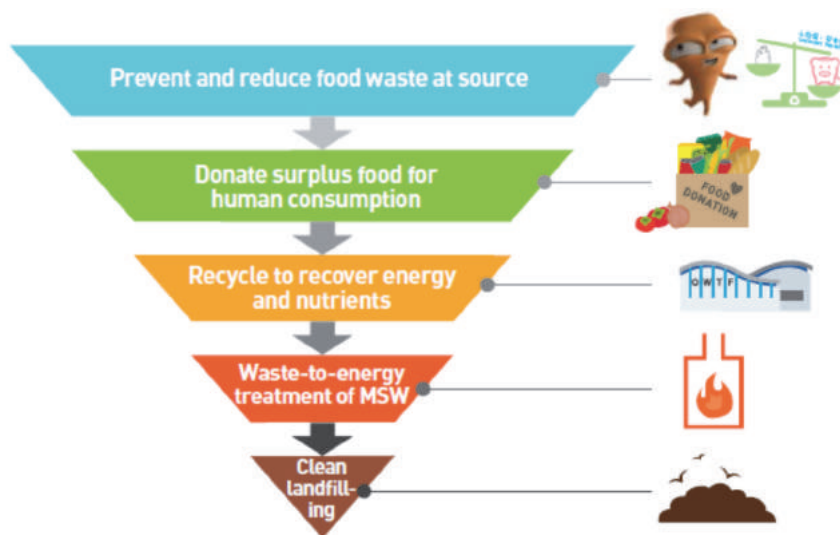 Prevent and reduce food waste at source
Donate surplus food for
human consumption
FOOD
DONATION
Recycle to recover energy
and nutrients
O W T F
Waste-to-energy
treatment of MSW
Clean
landfill-
ing